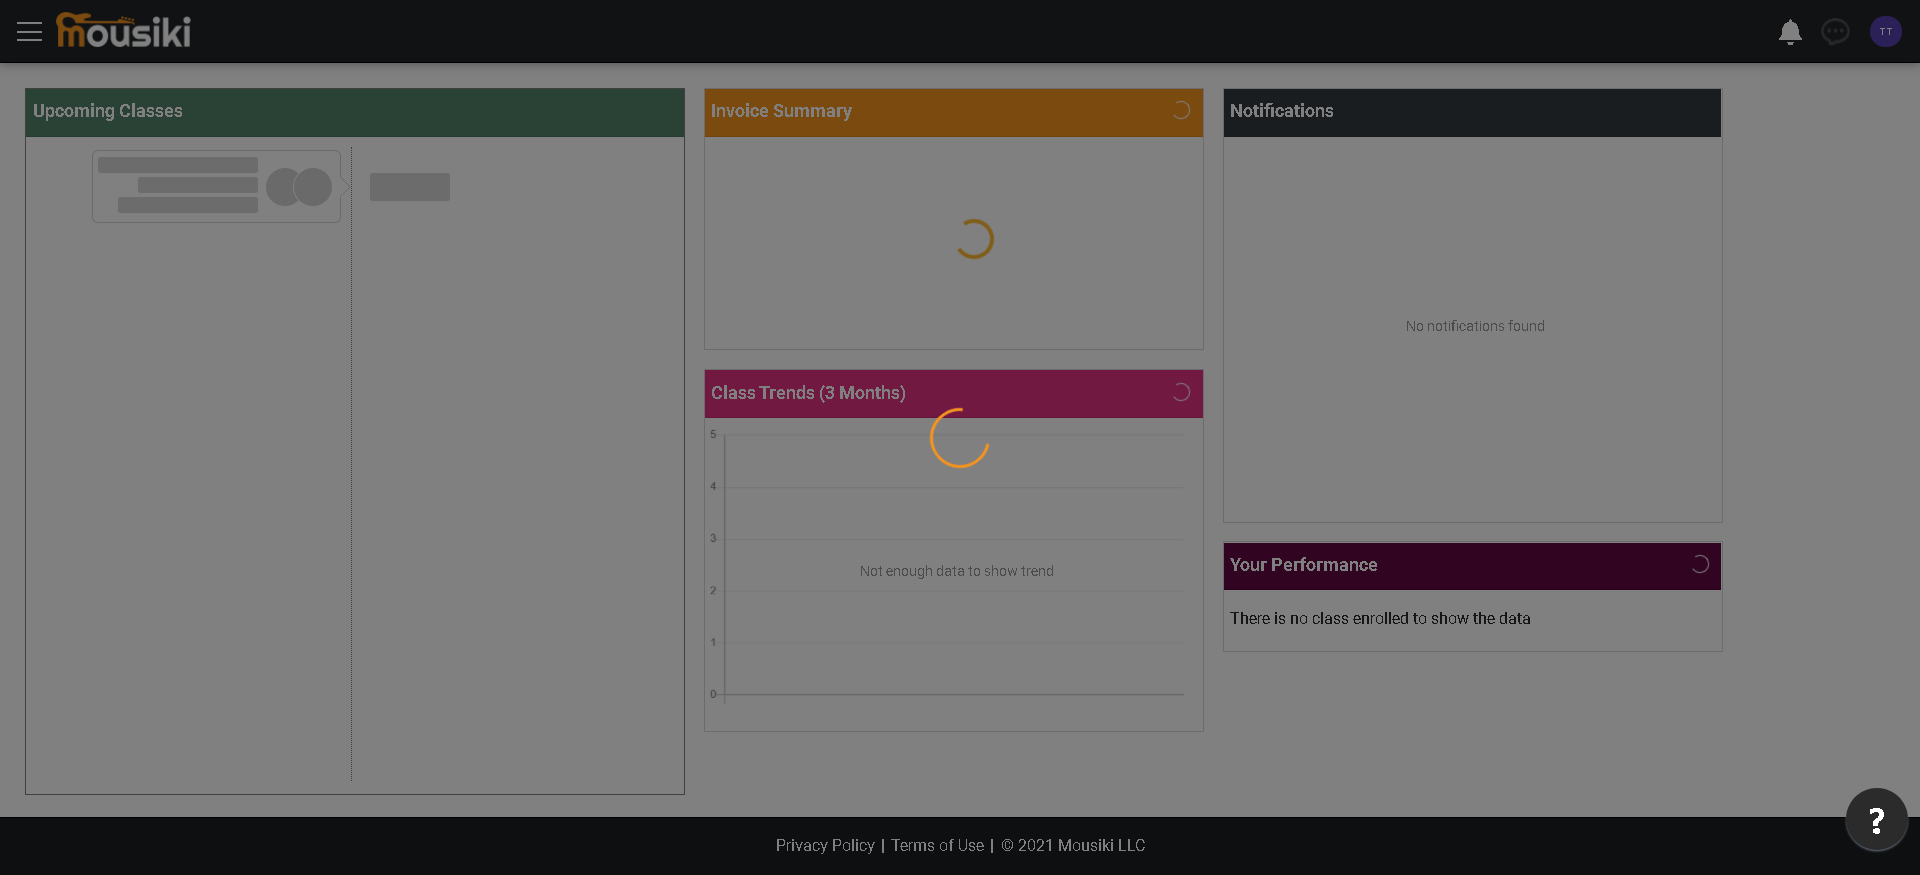 mousiki
TT
Upcoming Classes
Invoice Summary
Notifications
No notifications found
Class Trends (3 Months)
5
4
3
Not enough data to show trend
2
1
0
Your Performance
There is no class enrolled to show the data
?
Privacy Policy | Terms of Use | © 2021 Mousiki LLC